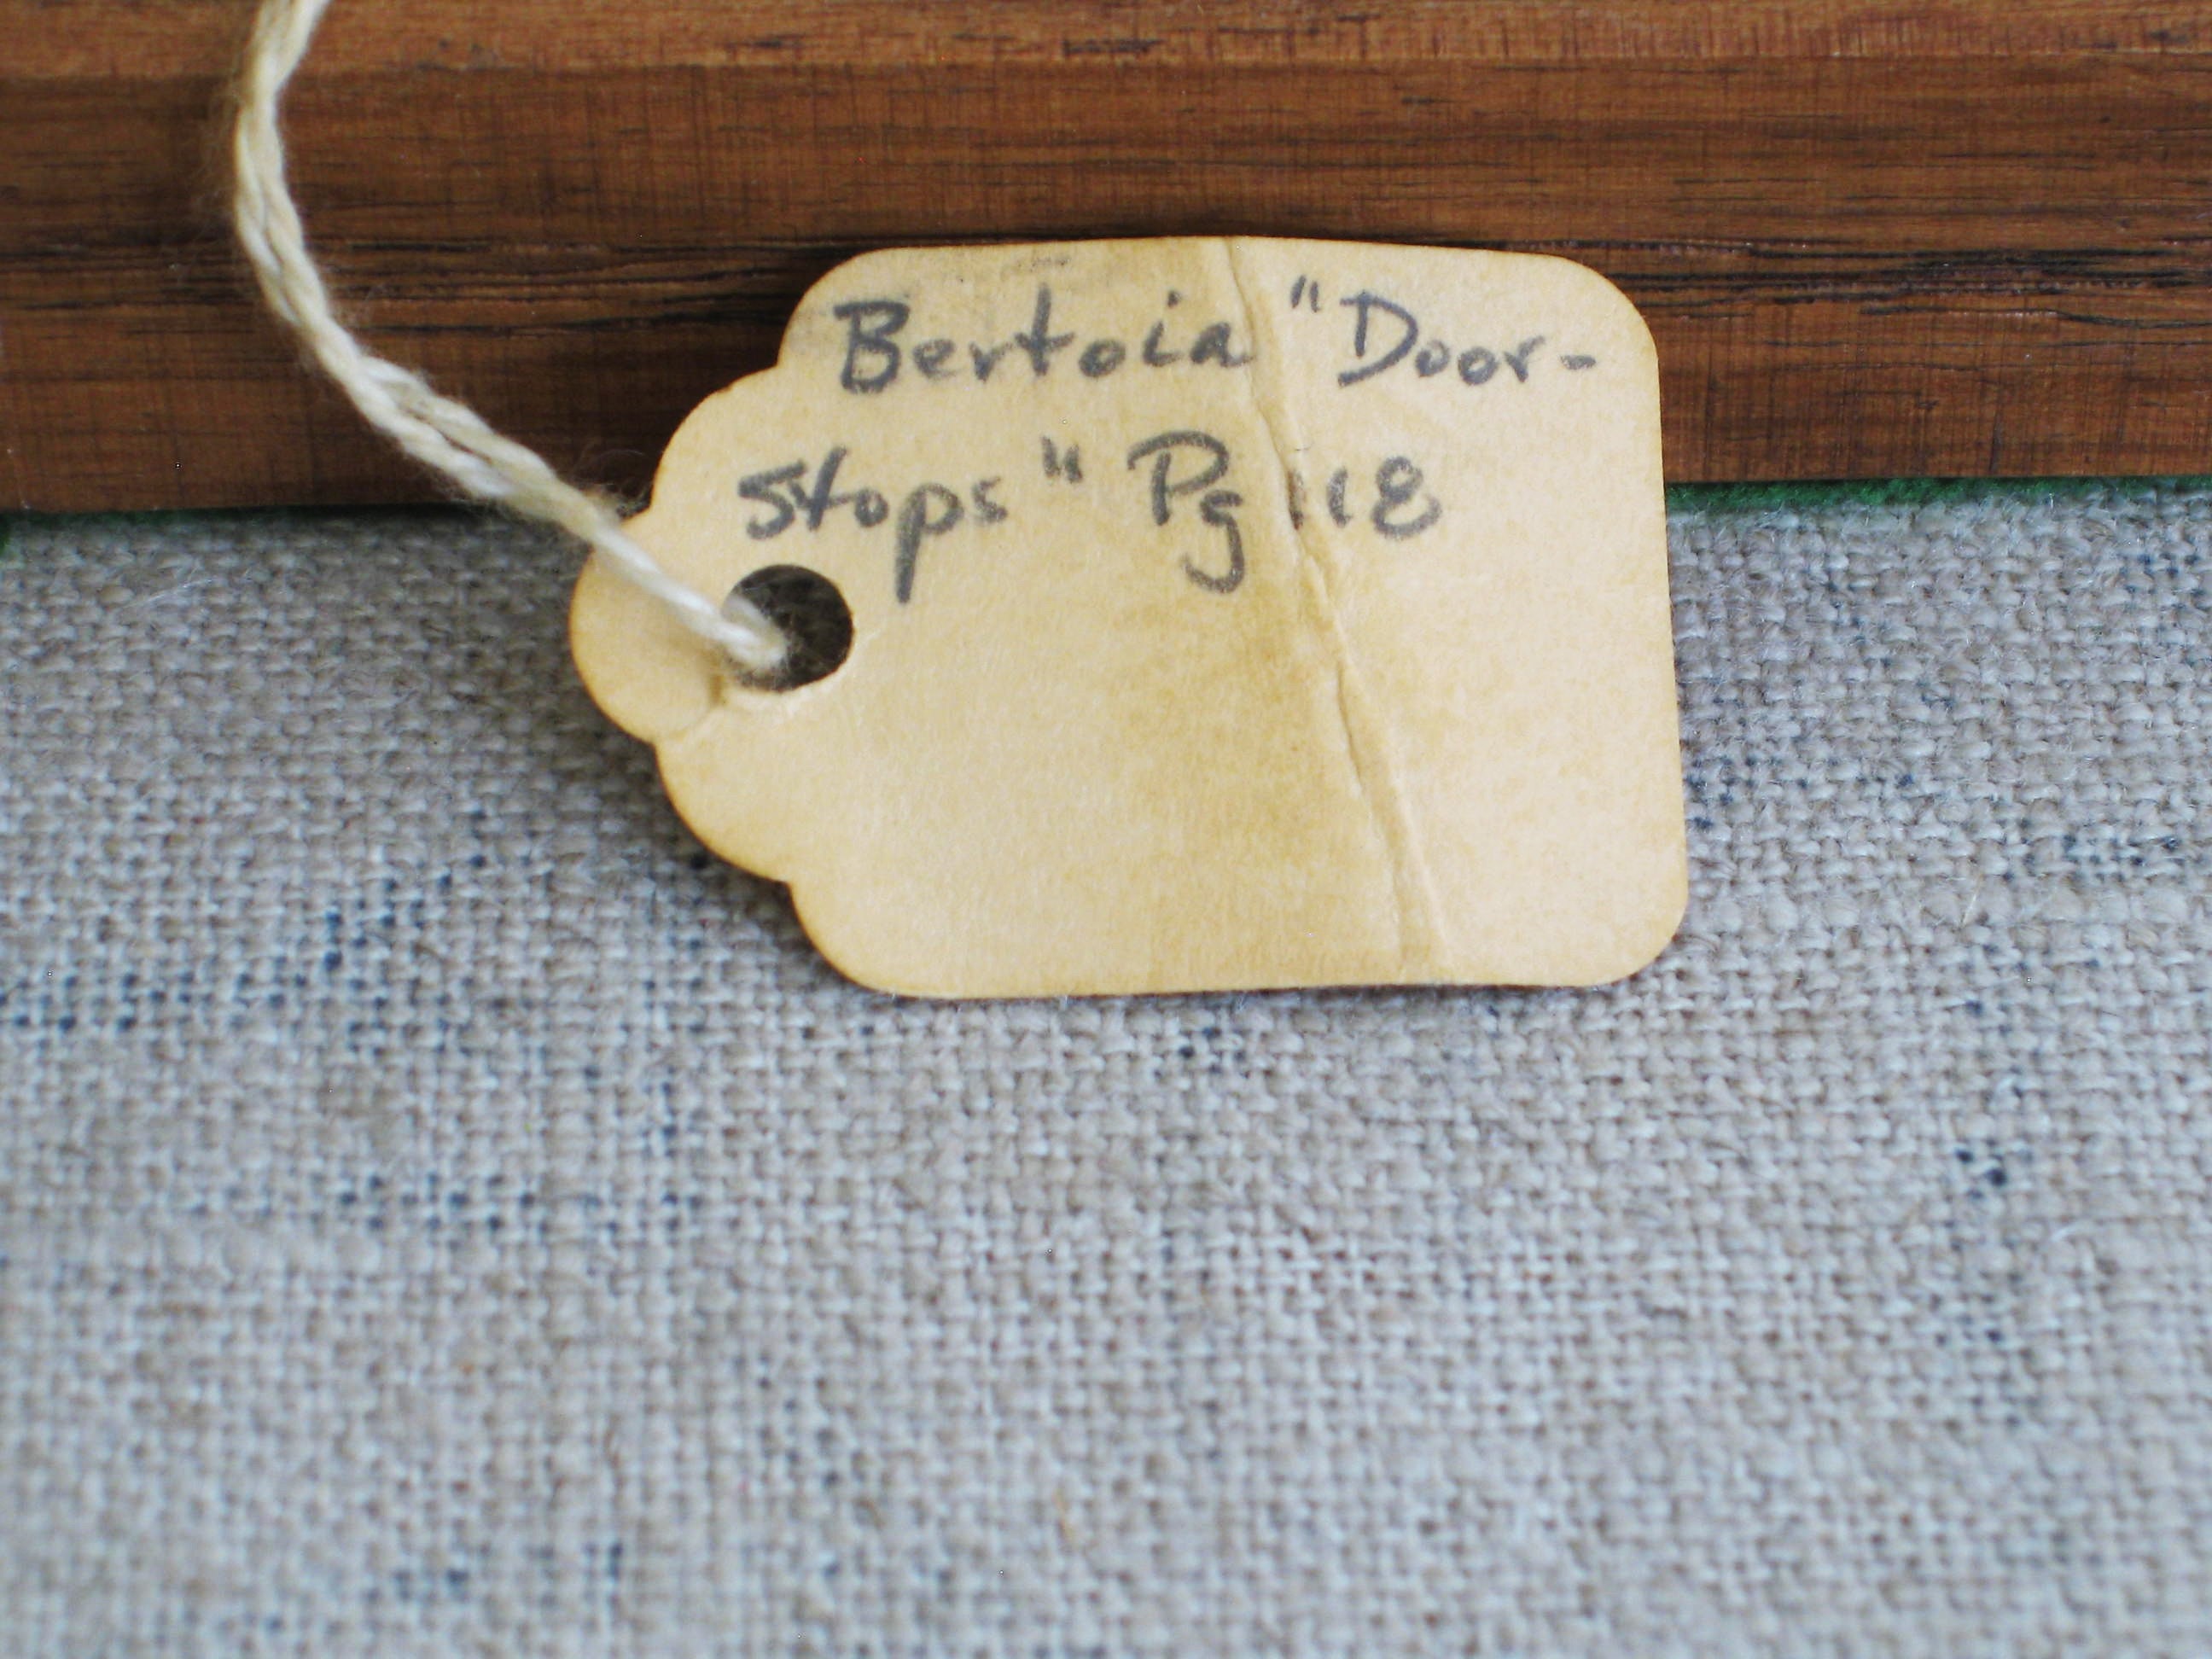 Bertoia "Door-
stops" Pg 118